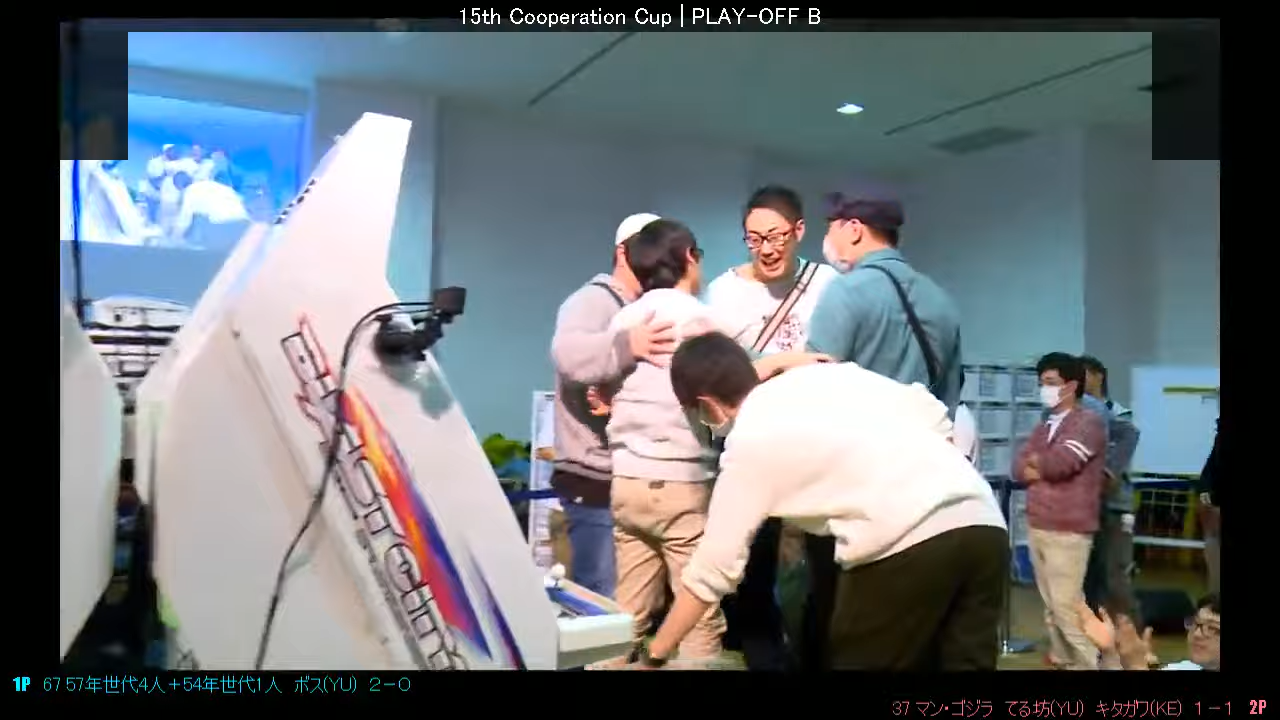 15th Cooperation Cup | PLAY-OFF B
1P 67 57年世代4人＋54年世代1人 ボス(YU) 2－0
37 マン・ゴジラ てる坊(YU) キタガワ(KE) 1－1 2P